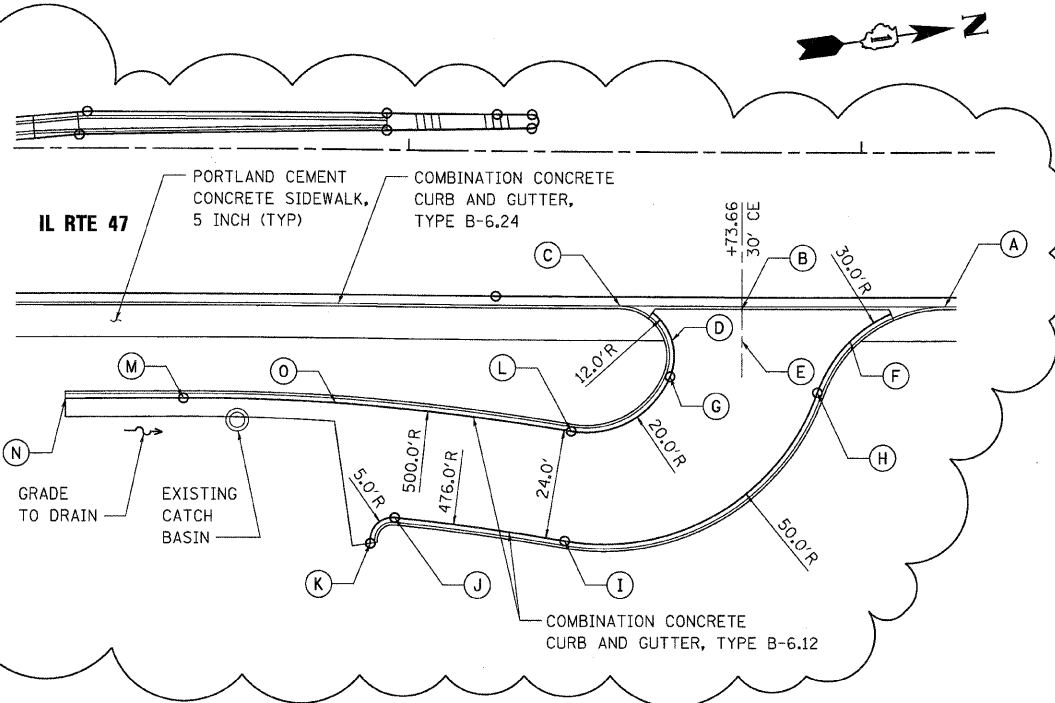 N
PORTLAND CEMENT
CONCRETE SIDEWALK,
5 INCH (TYP)
COMBINATION CONCRETE
CURB AND GUTTER,
TYPE B-6.24
IL RTE 47
+73.66
30' CE
C
B
A
30.0'R
D
12.0'R
E
F
M
O
L
G
20.0'R
H
N
GRADE
TO DRAIN
EXISTING
CATCH
BASIN
5.0'R
500.0'R
476.0'R
24.0'
50.0'R
K
J
I
COMBINATION CONCRETE
CURB AND GUTTER, TYPE B-6.12